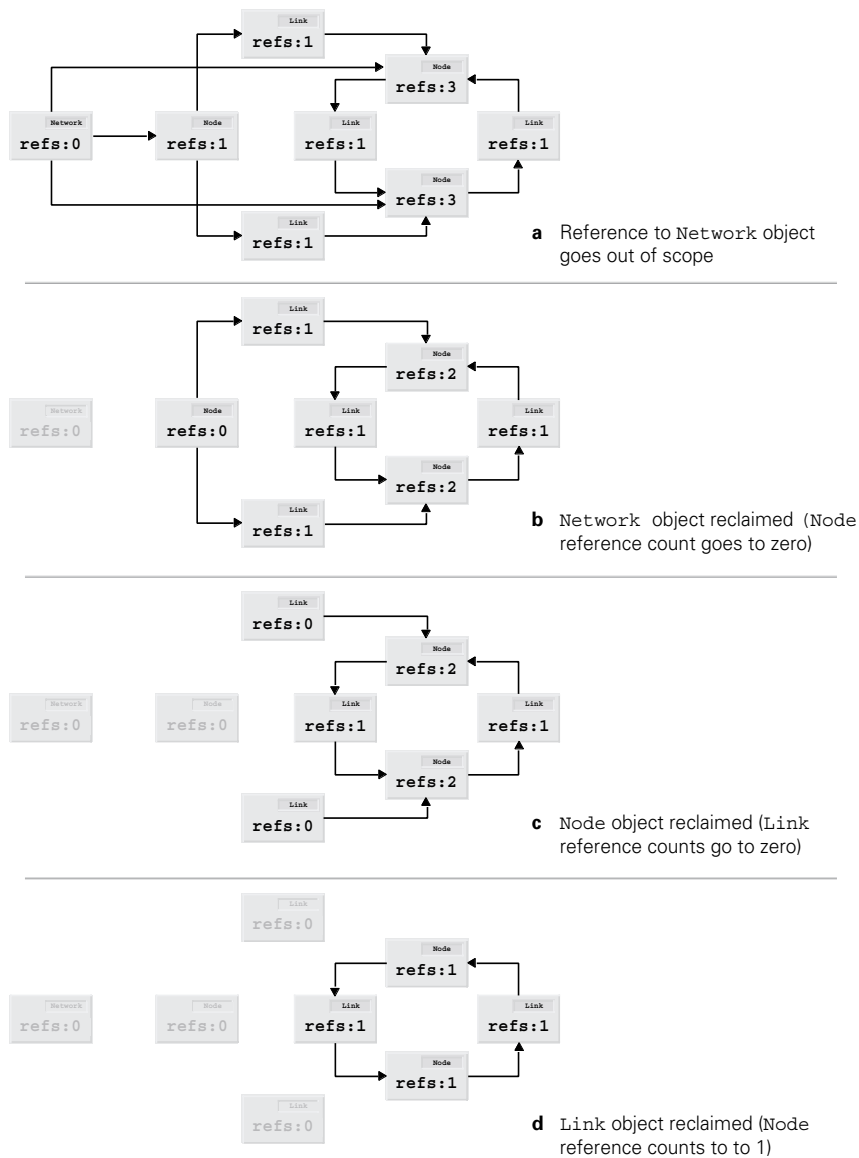 Link
refs:1
Node
refs:3
Network
refs:0
Node
refs:1
Link
refs:1
Link
refs:1
Node
refs:3
Link
refs:1
a Reference to Network object
goes out of scope
Link
refs:1
Node
refs:2
Network
refs:0
Node
refs:0
Link
refs:1
Link
refs:1
Node
refs:2
Link
refs:1
b Network object reclaimed (Node
reference count goes to zero)
Link
refs:0
Node
refs:2
Network
refs:0
Node
refs:0
Link
refs:1
Link
refs:1
Node
refs:2
Link
refs:0
c Node object reclaimed (Link
reference counts go to zero)
Link
refs:0
Node
refs:1
Network
refs:0
Node
refs:0
Link
refs:1
Link
refs:1
Node
refs:1
Link
refs:0
d Link object reclaimed (Node
reference counts to to 1)